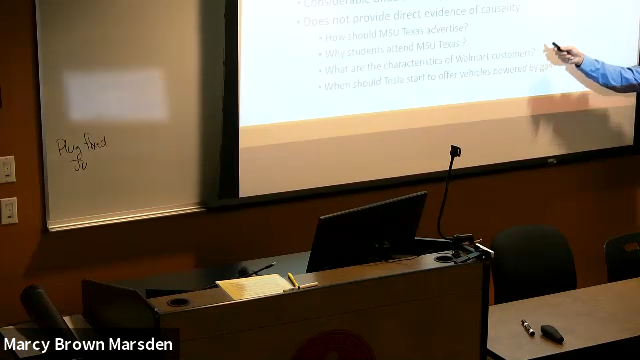 Does not provide direct evidence of causality
How should MSU Texas advertise?
Why students attend MSU Texas?
What are the characteristics of Walmart customers?
When should Tesla start to offer vehicles powered by
Plug
Marcy Brown Marsden